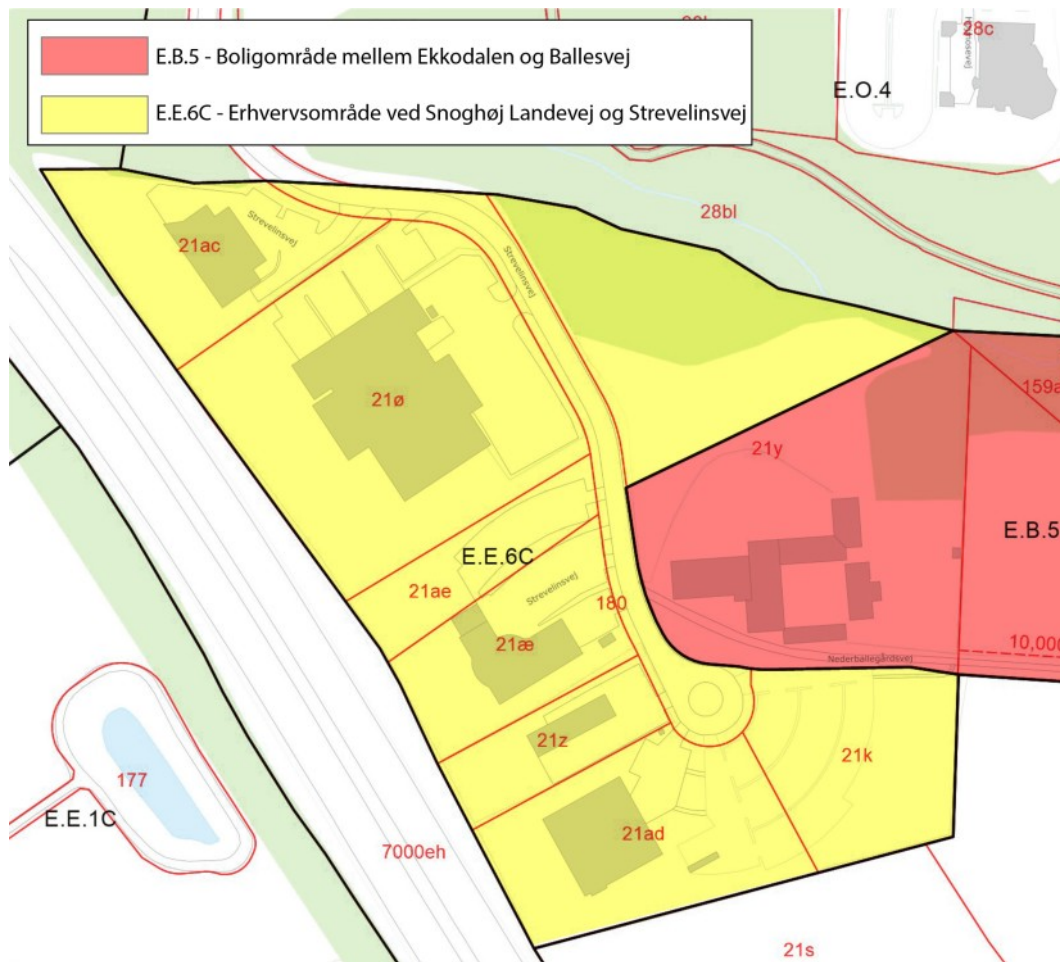 E.B.5 - Boligområde mellem Ekkodalen og Ballesvej
E.E.6C - Erhvervsområde ved Snoghøj Landevej og Strevelinsvej
28c
E.O.4
28bl
21ac
Strevelinsvej
Strevelinsvej
21ø
159a
21y
E.B.5
E.E.6C
21ae
Strevelinsvej
180
21æ
10,000
Nederballegårdsvej
21z
21k
177
E.E.1C
21ad
7000eh
21s